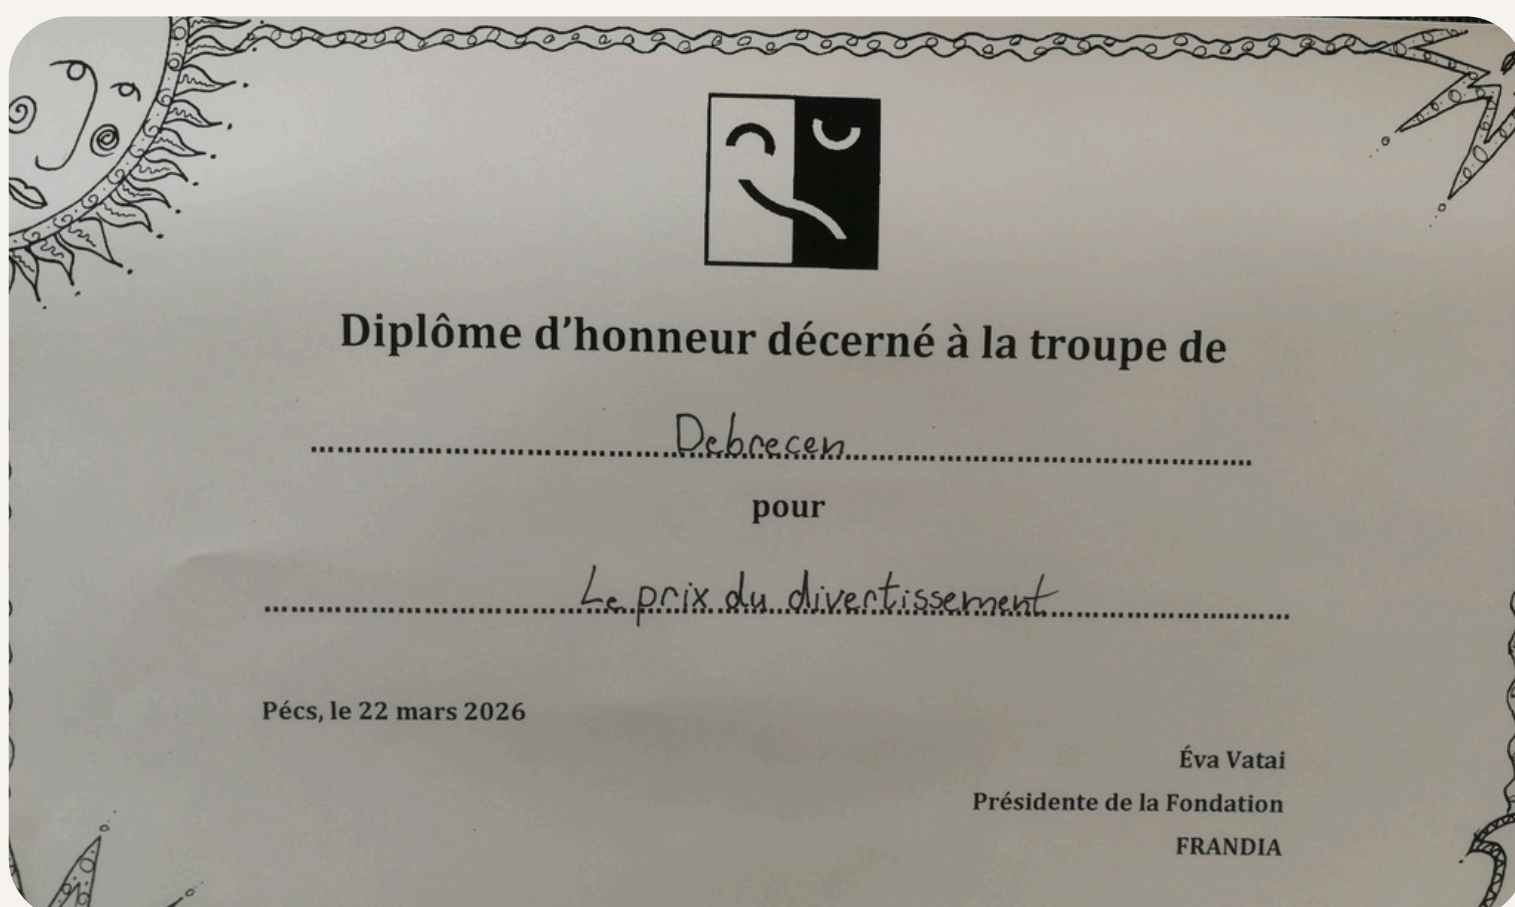 Diplôme d’honneur décerné à la troupe de
Debrecen
pour
Le prix du divertissement
Pécs, le 22 mars 2026
Éva Vatai
Présidente de la Fondation
FRANDIA